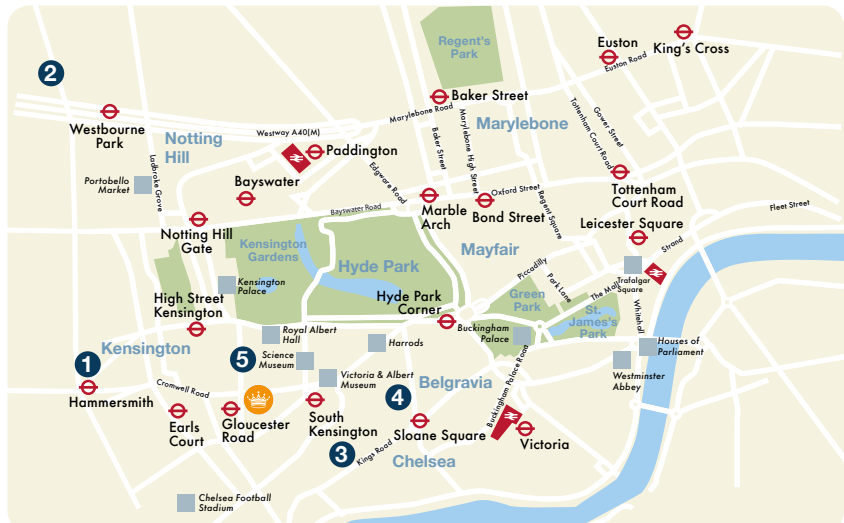 Regent's
Park
Euston
King's Cross
Euston Road
2
Baker Street
Marylebone Road
Westbourne
Park
Notting
Hill
Westway A40(M)
Marylebone
Tottenham Court Road
Gower Street
Paddington
Baker Street
Marylebone High Street
Ladbroke Grove
Portobello
Market
Bayswater
Edgware Road
Oxford Street
Tottenham
Court Road
Bayswater Road
Marble
Arch
Bond Street
Regent Square
Fleet Street
Notting Hill
Gate
Leicester Square
Kensington
Gardens
Hyde Park
Mayfair
Strand
Piccadilly
Park Lane
Trafalgar
Square
Kensington
Palace
High Street
Kensington
Hyde Park
Corner
Green
Park
The Mall
St.
James's
Park
Whitehall
Royal Albert
Hall
Harrods
Buckingham
Palace
Houses of
Parliament
Kensington
1
5
Science
Museum
Victoria & Albert
Museum
Belgravia
Buckingham Palace Road
Westminster
Abbey
Hammersmith
Cromwell Road
4
Earls
Court
Gloucester
Road
South
Kensington
Sloane Square
Victoria
3
Kings Road
Chelsea
Chelsea Football
Stadium